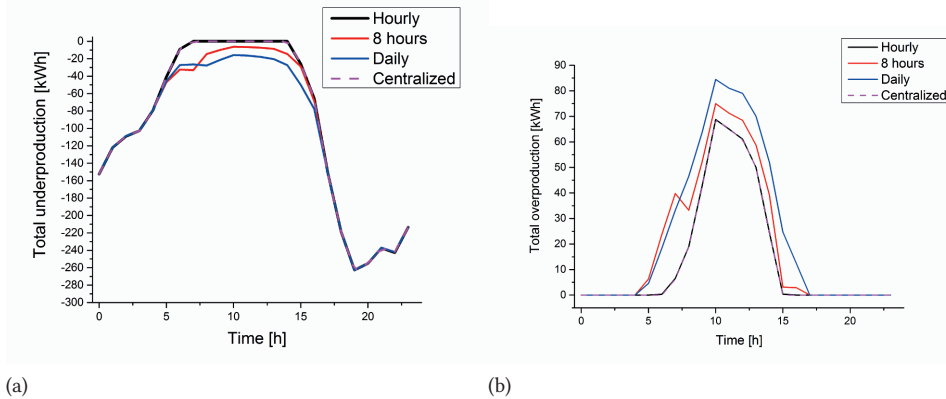 Hourly
8 hours
Daily
Centralized
0
-20
-40
-60
-80
-100
-120
-140
-160
-180
-200
-220
-240
-260
-280
-300
Total underproduction [kWh]
0 5 10 15 20
Time [h]
(a)
Hourly
8 hours
Daily
Centralized
90
80
70
60
50
40
30
20
10
0
Total overproduction [kWh]
0 5 10 15 20
Time [h]
(b)